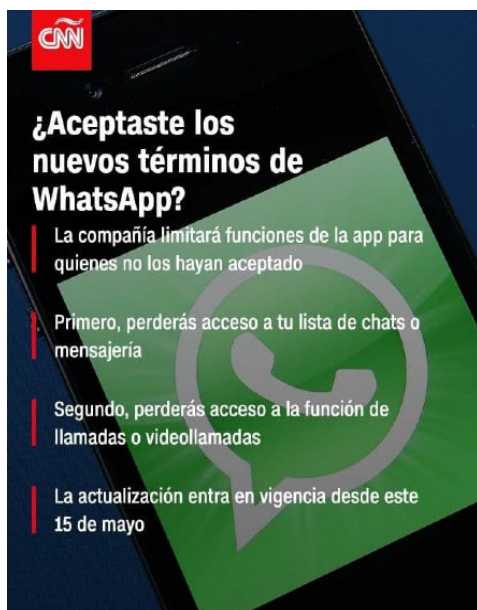 CNN
¿Aceptaste los
nuevos términos de
WhatsApp?
La compañía limitará funciones de la app para
quienes no los hayan aceptado
Primero, perderás acceso a tu lista de chats o
mensajería
Segundo, perderás acceso a la función de
llamadas o videollamadas
La actualización entra en vigencia desde este
15 de mayo